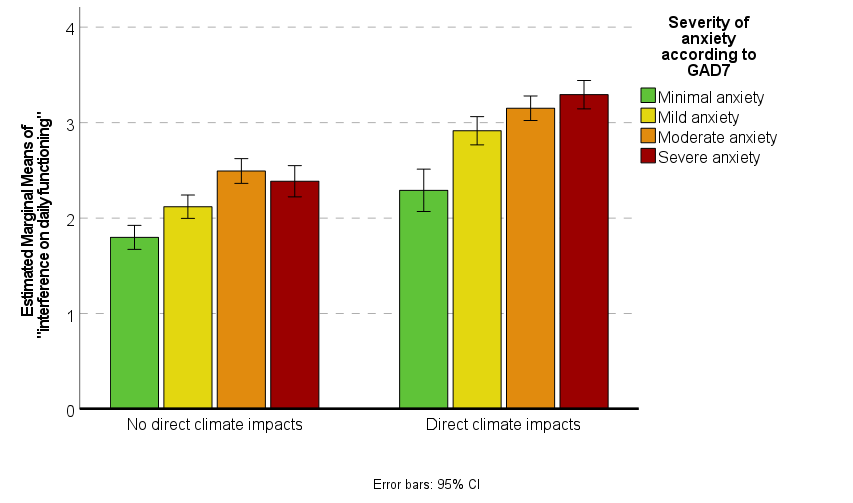 Severity of
anxiety
according to
GAD7
Minimal anxiety
Mild anxiety
Moderate anxiety
Severe anxiety
Estimated Marginal Means of
"interference on daily functioning"
4
3
2
1
0
No direct climate impacts
Direct climate impacts
Error bars: 95% CI